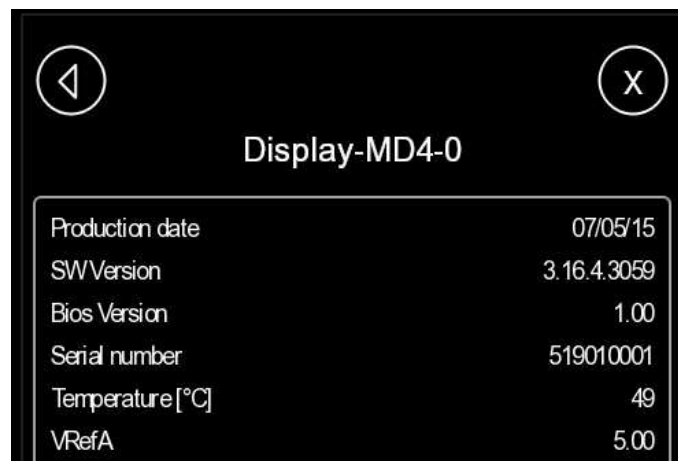 X
Display-MD4-0
Production date 07/05/15
SW Version 3.16.4.3059
Bios Version 1.00
Serial number 519010001
Temperature [°C] 49
VRefA 5.00